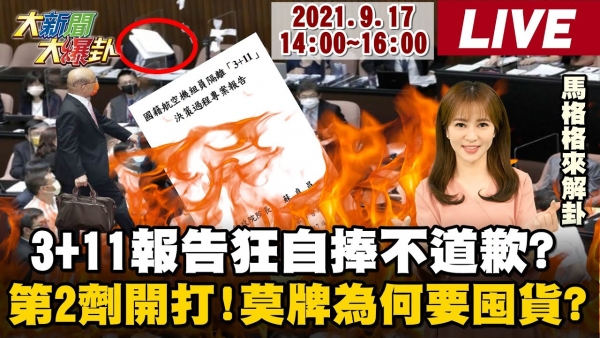 大新聞
大爆卦
2021.9.17
14:00~16:00
LIVE
「3+11」
國籍航空機組員隔離
決策過程專案報告
蘇貞昌
馬格格來解卦
3+11報告狂自捧不道歉?
第2劑開打!莫牌為何要囤貨?